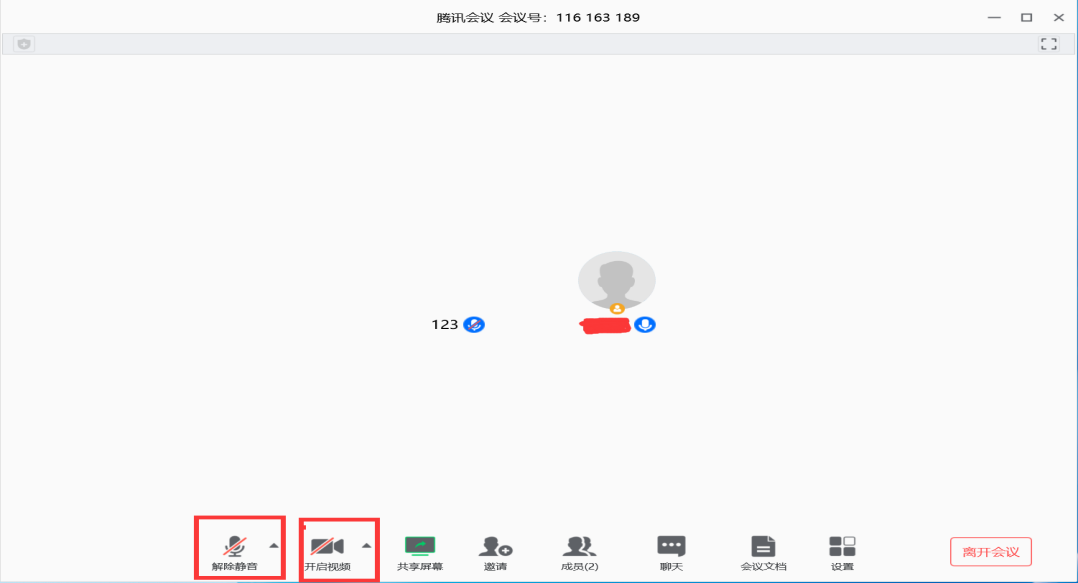 腾讯会议 会议号：116 163 189
123
解除静音
开启视频
共享屏幕
邀请
成员(2)
聊天
会议文档
设置
离开会议